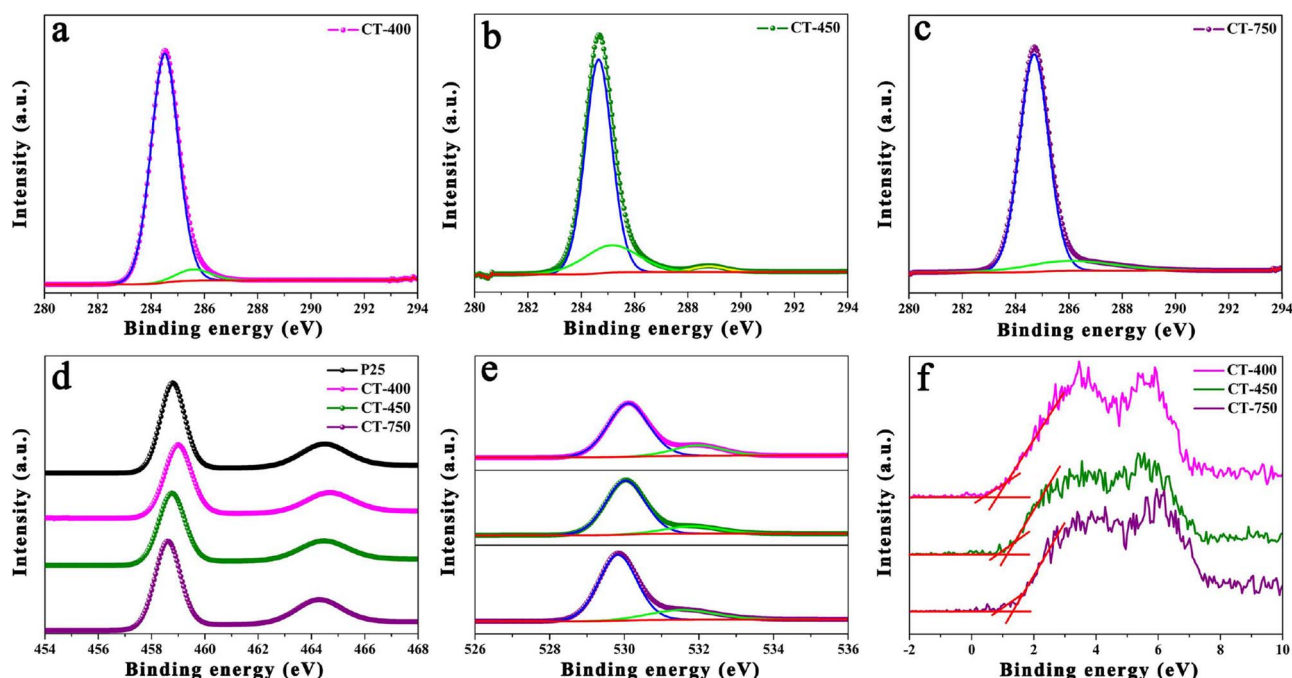 a
CT-400
Intensity (a.u.)
280 282 284 286 288 290 292 294
Binding energy (eV)
b
CT-450
Intensity (a.u.)
280 282 284 286 288 290 292 294
Binding energy (eV)
c
CT-750
Intensity (a.u.)
280 283 285 287 290 292 294
Binding energy (eV)
d
P25
CT-400
CT-450
CT-750
Intensity (a.u.)
454 456 458 460 462 464 466 468
Binding energy (eV)
e
Intensity (a.u.)
526 528 530 532 534 536
Binding energy (eV)
f
CT-400
CT-450
CT-750
Intensity (a.u.)
-2 0 2 4 6 8 10
Binding energy (eV)